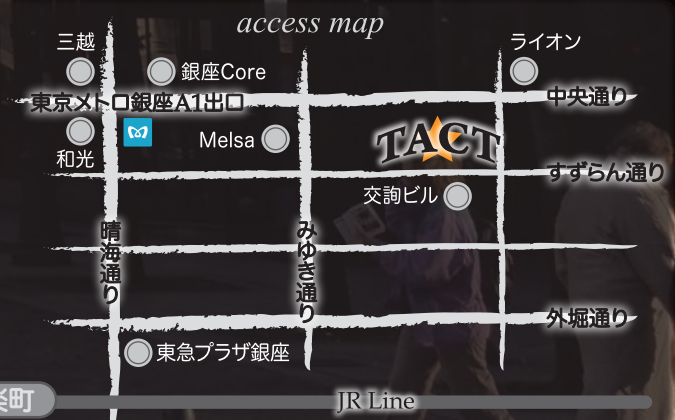 access map
三越
ライオン
銀座Core
中央通り
東京メトロ銀座A1出口
Melsa
TACT
和光
すずらん通り
交詢ビル
晴海通り
みゆき通り
外堀通り
東急プラザ銀座
JR Line